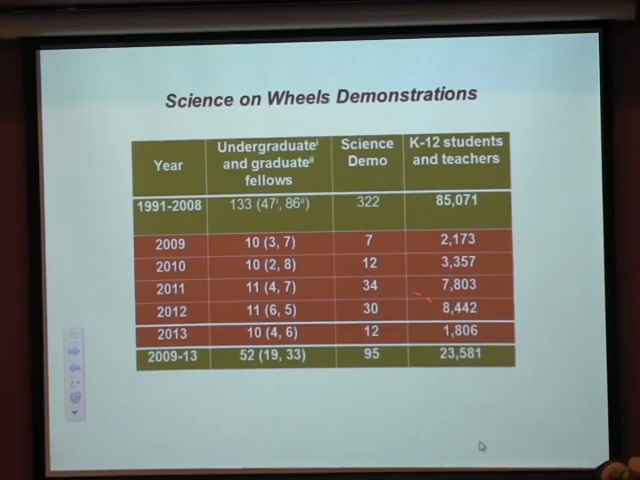 Science on Wheels Demonstrations
Year
Undergraduateⁱ
and graduateⁱⁱ
fellows
Science
Demo
K-12 students
and teachers
1991-2008 133 (47ⁱ, 86ⁱⁱ) 322 85,071
2009 10 (3, 7) 7 2,173
2010 10 (2, 8) 12 3,357
2011 11 (4, 7) 34 7,803
2012 11 (6, 5) 30 8,442
2013 10 (4, 6) 12 1,806
2009-13 52 (19, 33) 95 23,581